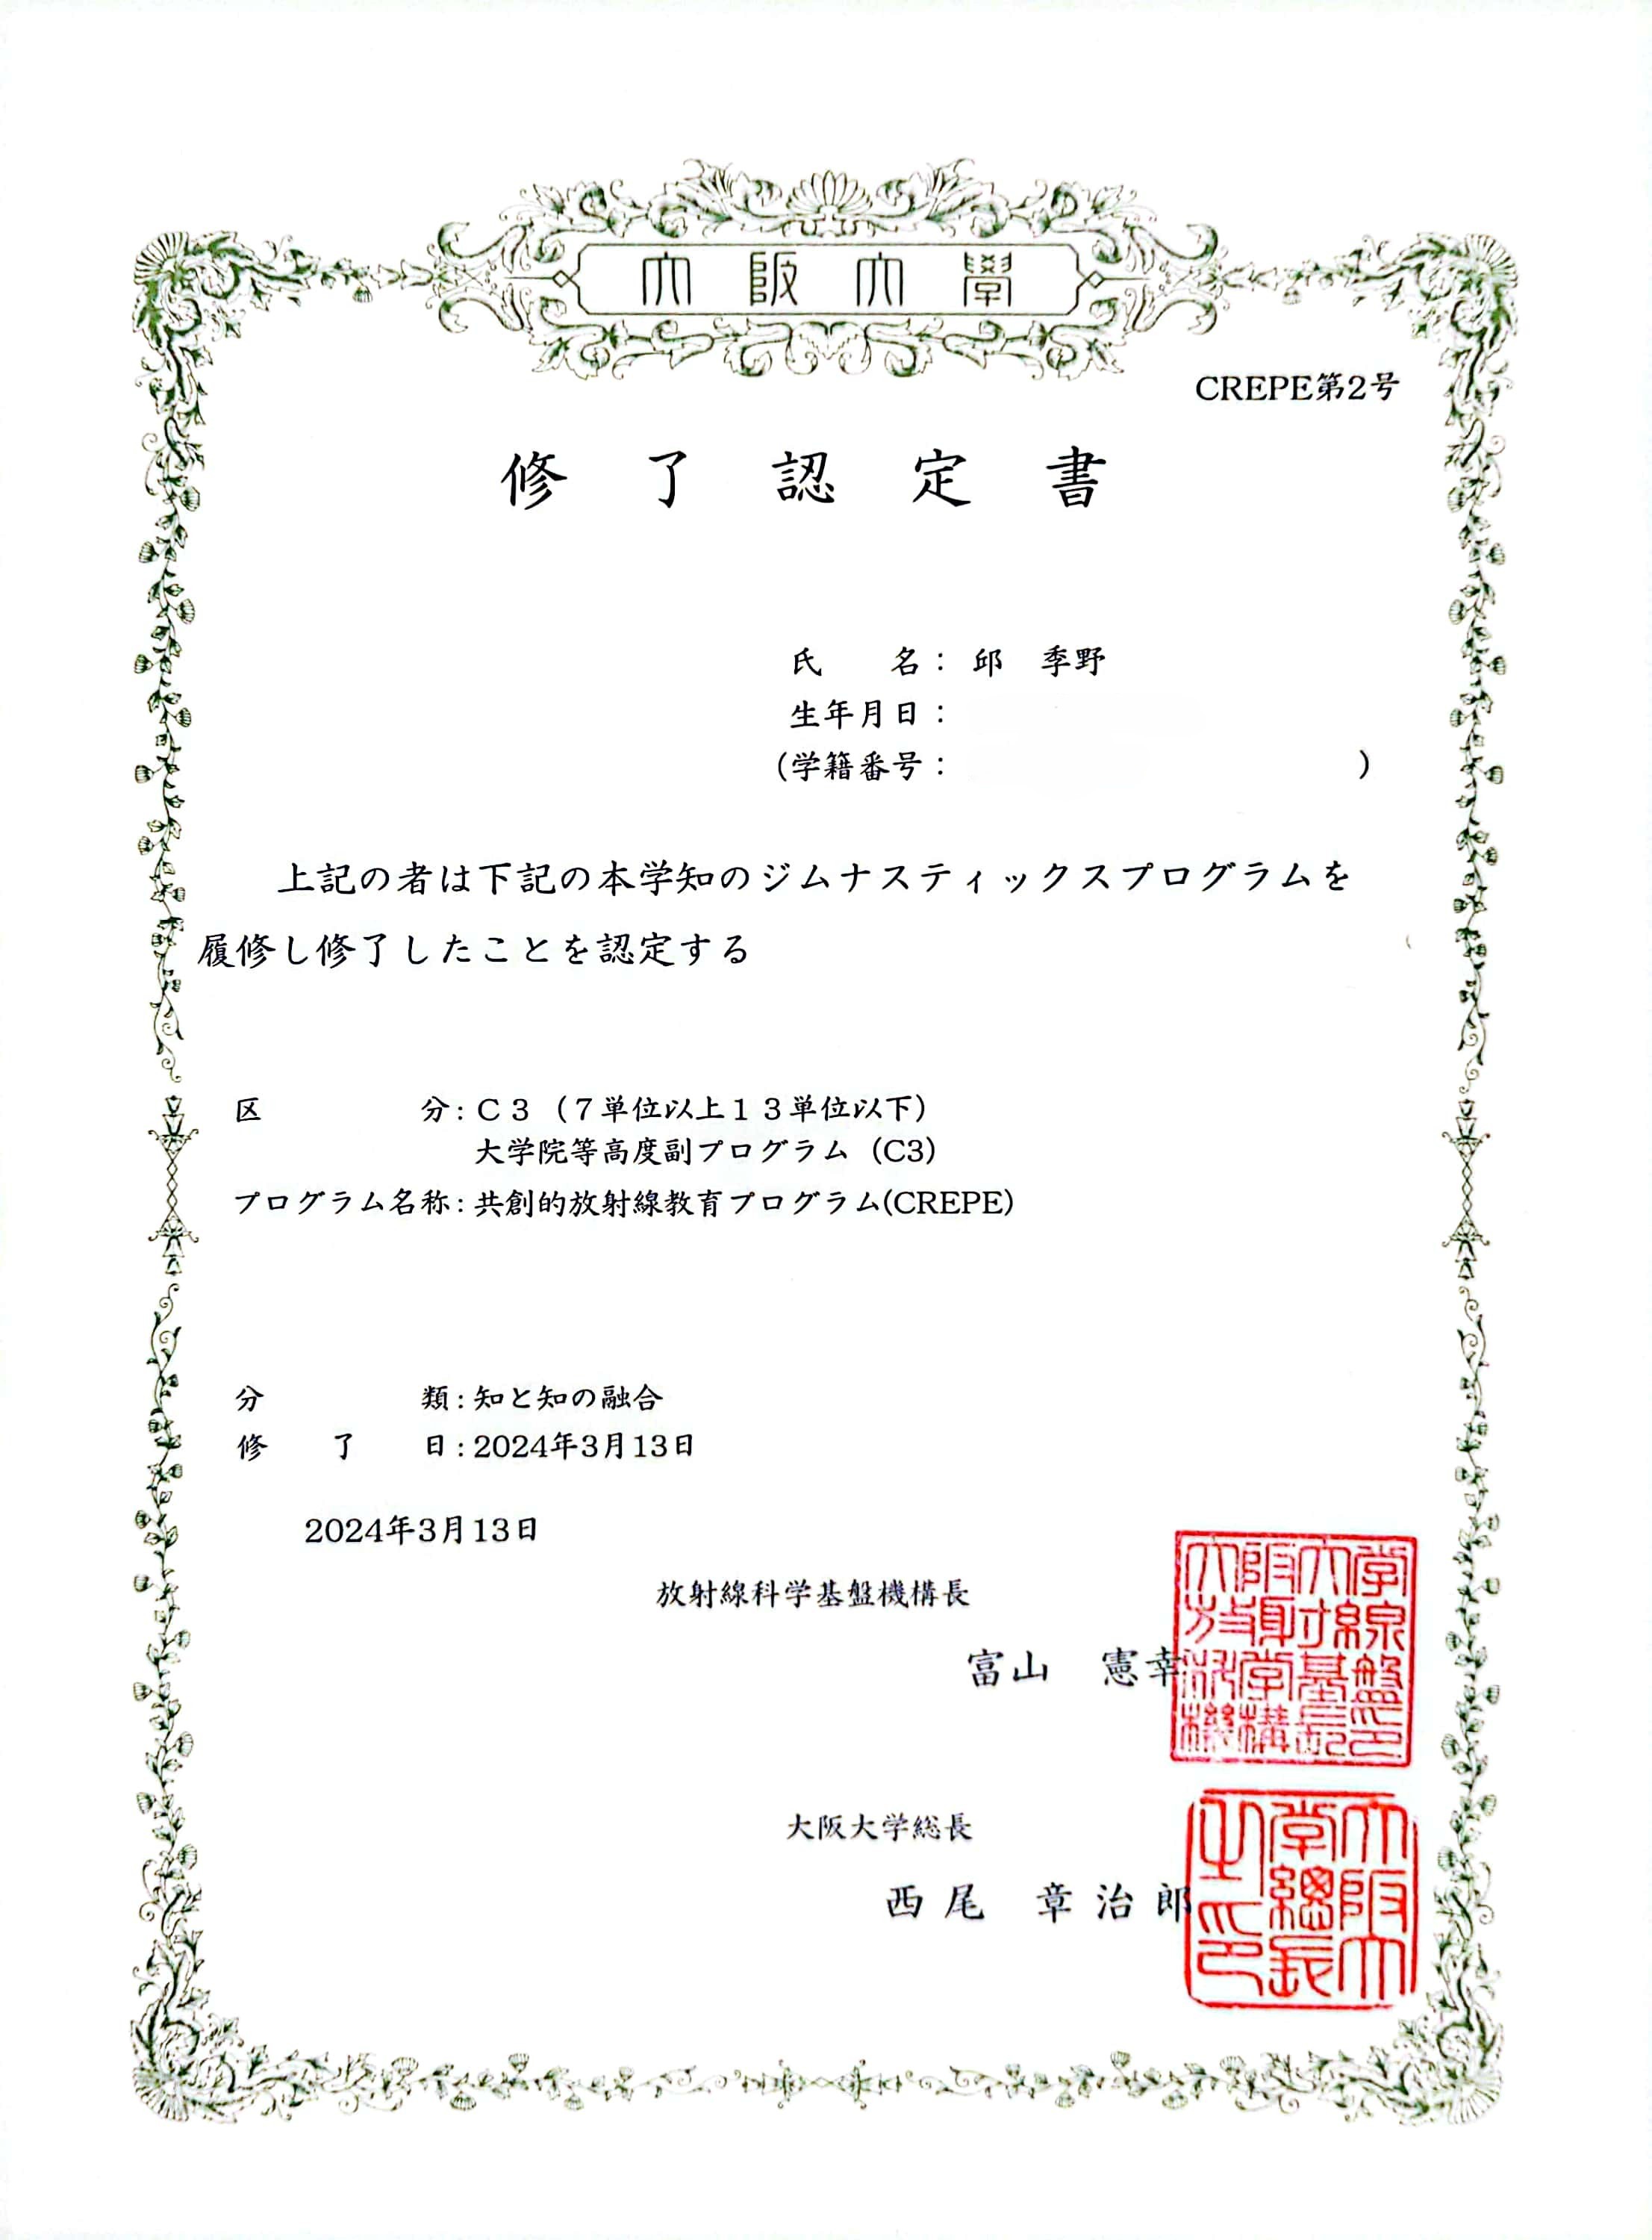 大阪大學
CREPE第2号
修了認定書
氏名：邱 季野
生年月日：
(学籍番号： )
上記の者は下記の本学知のジムナスティックスプログラムを
履修し修了したことを認定する
区分：Ｃ３（７単位以上１３単位以下）
大学院等高度副プログラム（C3）
プログラム名称：共創的放射線教育プログラム(CREPE)
分類：知と知の融合
修了日：2024年3月13日
2024年3月13日
放射線科学基盤機構長
富山 憲幸
大阪大学
放射線
科学基盤
機構長印
大阪大学総長
西尾 章治郎
大阪大
学總長
之印